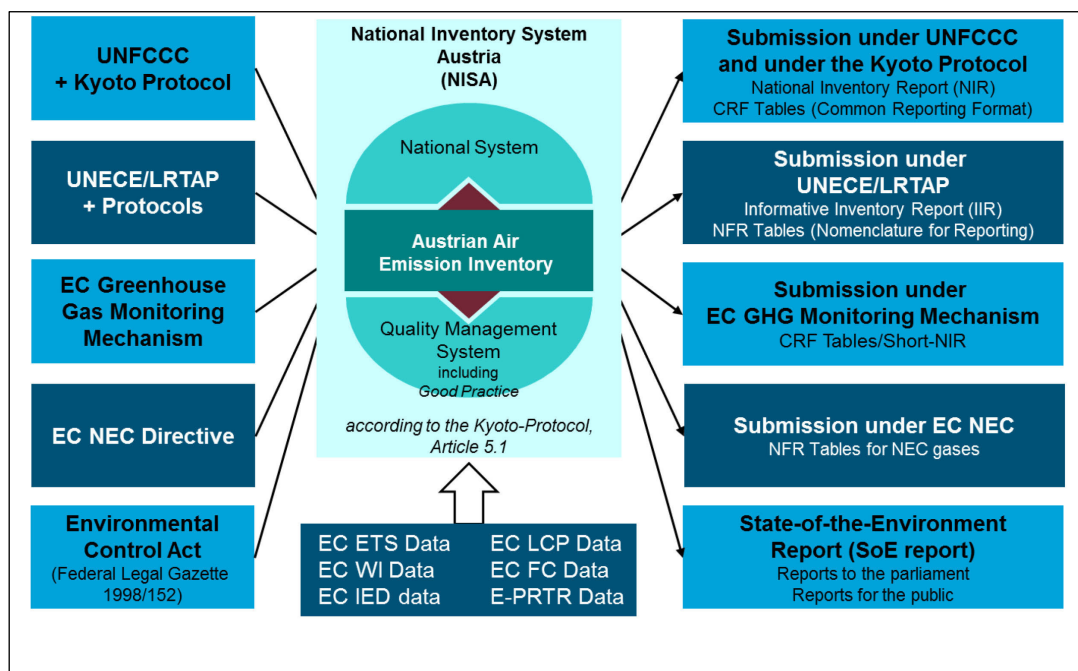 UNFCCC
+ Kyoto Protocol
UNECE/LRTAP
+ Protocols
EC Greenhouse
Gas Monitoring
Mechanism
EC NEC Directive
Environmental
Control Act
(Federal Legal Gazette
1998/152)
National Inventory System
Austria
(NISA)
National System
Austrian Air
Emission Inventory
Quality Management
System
including
Good Practice
according to the Kyoto-Protocol,
Article 5.1
EC ETS Data
EC WI Data
EC IED data
EC LCP Data
EC FC Data
E-PRTR Data
Submission under UNFCCC
and under the Kyoto Protocol
National Inventory Report (NIR)
CRF Tables (Common Reporting Format)
Submission under
UNECE/LRTAP
Informative Inventory Report (IIR)
NFR Tables (Nomenclature for Reporting)
Submission under
EC GHG Monitoring Mechanism
CRF Tables/Short-NIR
Submission under EC NEC
NFR Tables for NEC gases
State-of-the-Environment
Report (SoE report)
Reports to the parliament
Reports for the public